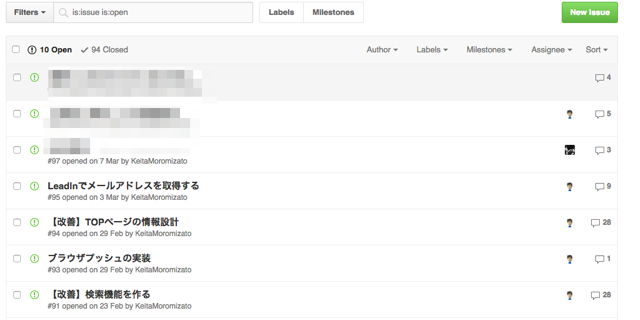 Filters
is:issue is:open
Labels
Milestones
New Issue
10 Open
94 Closed
Author
Labels
Milestones
Assignee
Sort
4
5
3
#97 opened on 7 Mar by KeitaMoromizato
LeadInでメールアドレスを取得する
9
#95 opened on 3 Mar by KeitaMoromizato
【改善】TOPページの情報設計
28
#94 opened on 29 Feb by KeitaMoromizato
ブラウザプッシュの実装
1
#93 opened on 29 Feb by KeitaMoromizato
【改善】検索機能を作る
28
#91 opened on 23 Feb by KeitaMoromizato